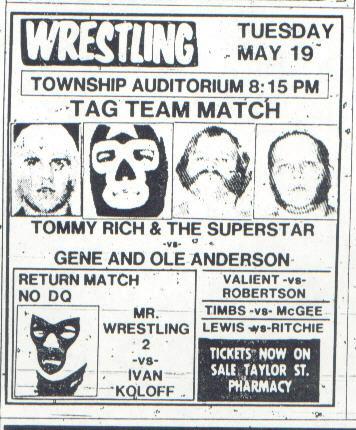 WRESTLING
TUESDAY
MAY 19
TOWNSHIP AUDITORIUM 8:15 PM
TAG TEAM MATCH
TOMMY RICH & THE SUPERSTAR
-vs-
GENE AND OLE ANDERSON
RETURN MATCH
NO DQ
MR.
WRESTLING
2
-vs-
IVAN
KOLOFF
VALIENT -vs-
ROBERTSON
TIMBS -vs- McGEE
LEWIS -vs-RITCHIE
TICKETS NOW ON
SALE TAYLOR ST.
PHARMACY